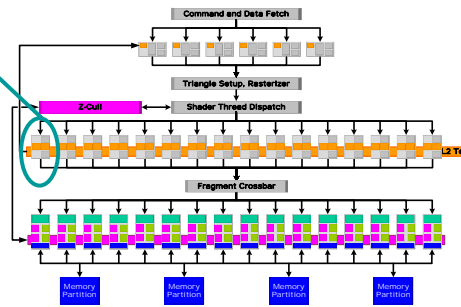 Command and Data Fetch
Triangle Setup, Rasterizer
Z-Cull
Shader Thread Dispatch
L2 Te
Fragment Crossbar
Memory
Partition
Memory
Partition
Memory
Partition
Memory
Partition